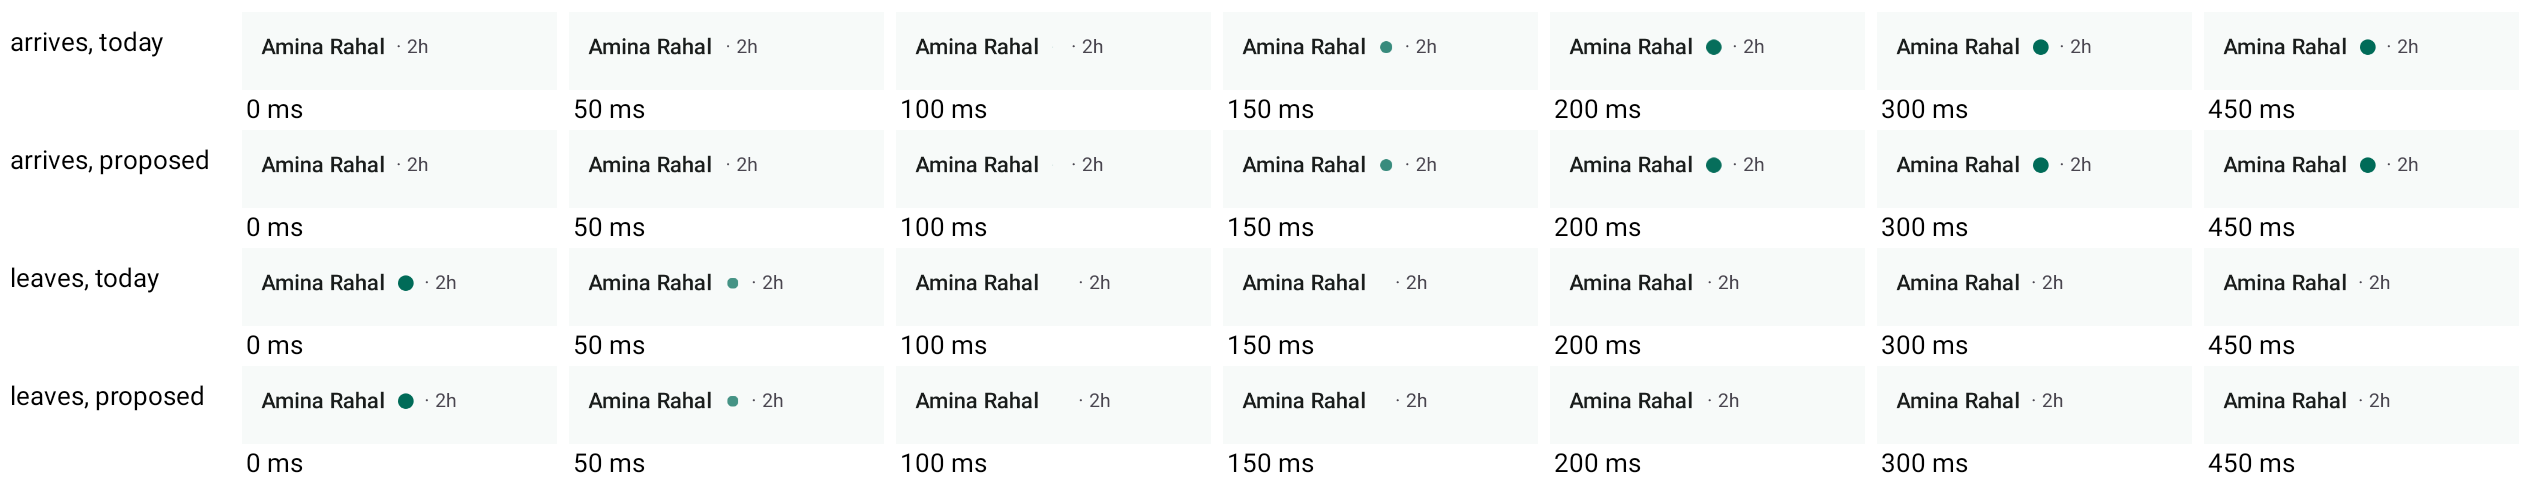 arrives, today Amina Rahal · 2h Amina Rahal · 2h Amina Rahal · 2h Amina Rahal · 2h Amina Rahal · 2h Amina Rahal · 2h Amina Rahal · 2h
0 ms 50 ms 100 ms 150 ms 200 ms 300 ms 450 ms
arrives, proposed Amina Rahal · 2h Amina Rahal · 2h Amina Rahal · 2h Amina Rahal · 2h Amina Rahal · 2h Amina Rahal · 2h Amina Rahal · 2h
0 ms 50 ms 100 ms 150 ms 200 ms 300 ms 450 ms
leaves, today Amina Rahal · 2h Amina Rahal · 2h Amina Rahal · 2h Amina Rahal · 2h Amina Rahal · 2h Amina Rahal · 2h Amina Rahal · 2h
0 ms 50 ms 100 ms 150 ms 200 ms 300 ms 450 ms
leaves, proposed Amina Rahal · 2h Amina Rahal · 2h Amina Rahal · 2h Amina Rahal · 2h Amina Rahal · 2h Amina Rahal · 2h Amina Rahal · 2h
0 ms 50 ms 100 ms 150 ms 200 ms 300 ms 450 ms